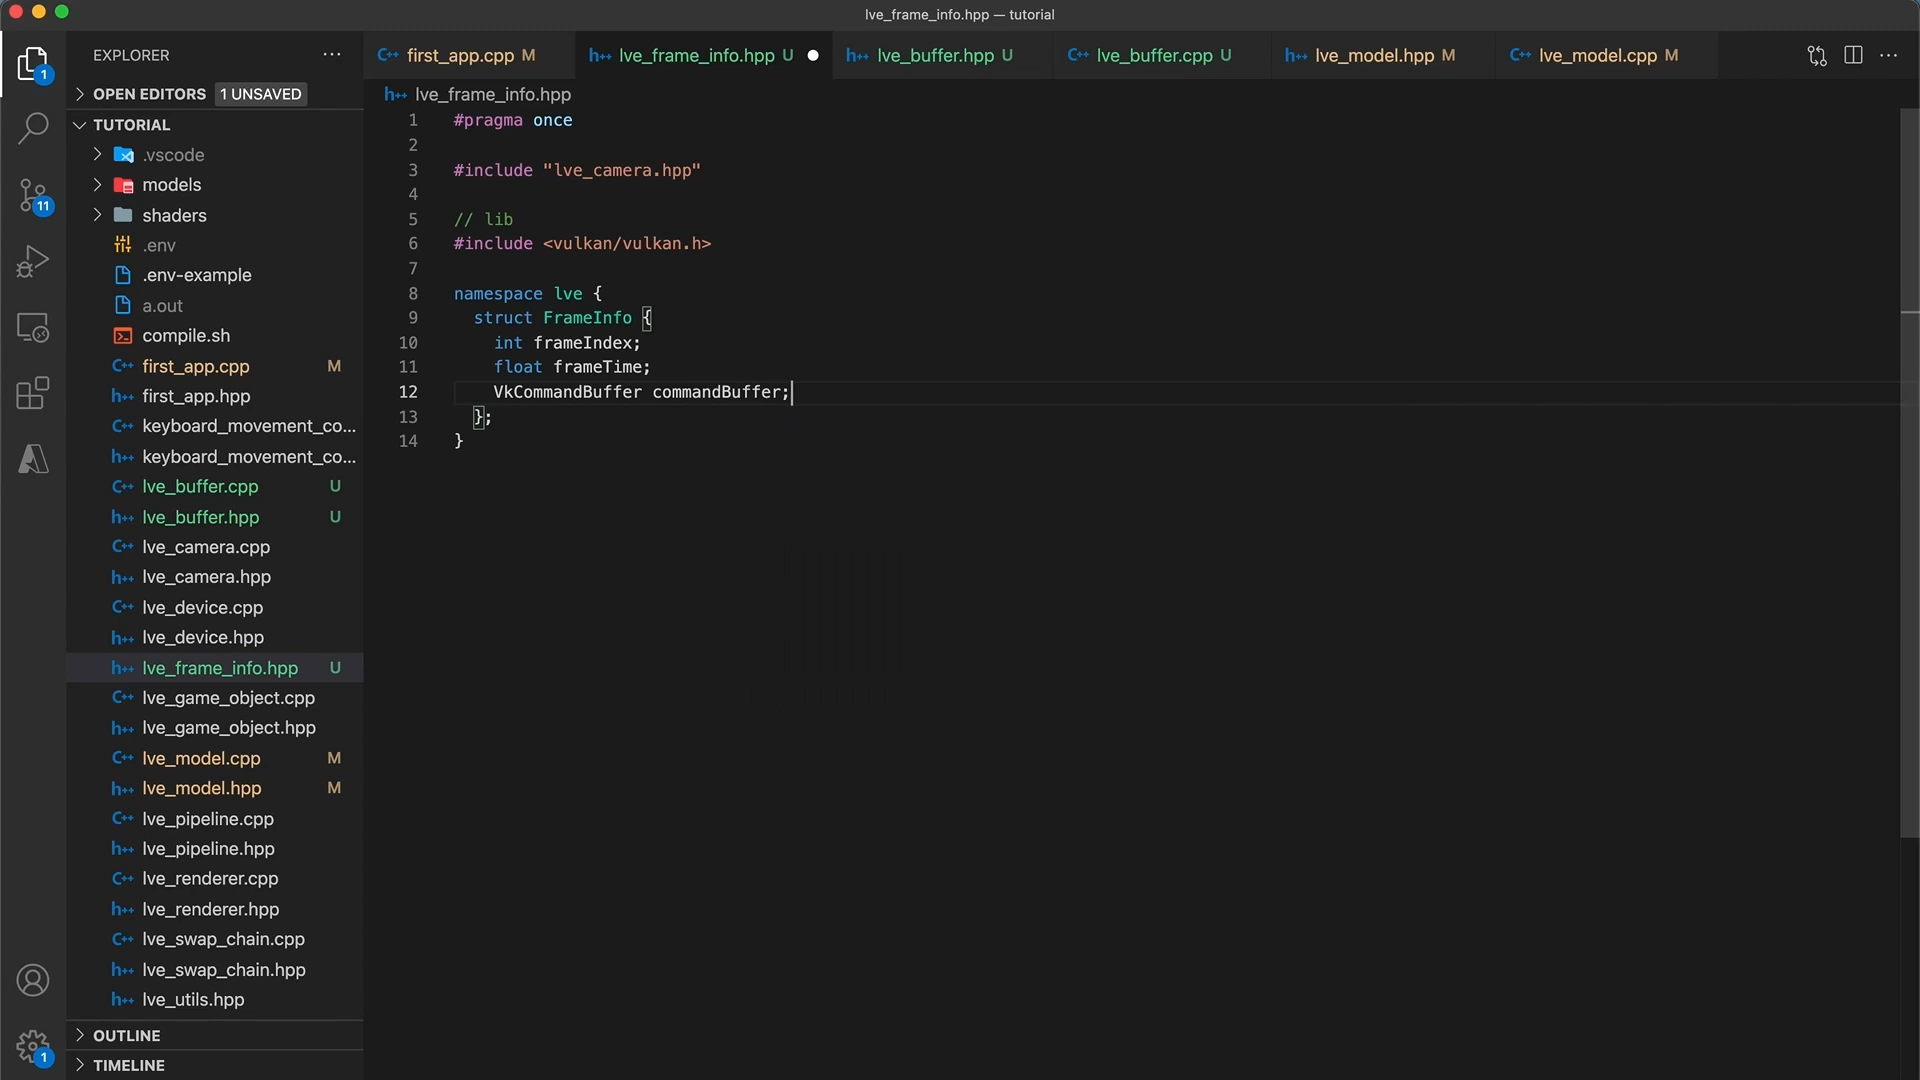 lve_frame_info.hpp — tutorial
EXPLORER
OPEN EDITORS 1 UNSAVED
TUTORIAL
.vscode
models
shaders
.env
.env-example
a.out
compile.sh
first_app.cpp M
first_app.hpp
keyboard_movement_co...
keyboard_movement_co...
lve_buffer.cpp U
lve_buffer.hpp U
lve_camera.cpp
lve_camera.hpp
lve_device.cpp
lve_device.hpp
lve_frame_info.hpp U
lve_game_object.cpp
lve_game_object.hpp
lve_model.cpp M
lve_model.hpp M
lve_pipeline.cpp
lve_pipeline.hpp
lve_renderer.cpp
lve_renderer.hpp
lve_swap_chain.cpp
lve_swap_chain.hpp
lve_utils.hpp
OUTLINE
TIMELINE
1
11
1
first_app.cpp M lve_frame_info.hpp U lve_buffer.hpp U lve_buffer.cpp U lve_model.hpp M lve_model.cpp M
lve_frame_info.hpp
1 #pragma once
2
3 #include "lve_camera.hpp"
4
5 // lib
6 #include <vulkan/vulkan.h>
7
8 namespace lve {
9 struct FrameInfo {
10 int frameIndex;
11 float frameTime;
12 VkCommandBuffer commandBuffer;
13 };
14 }